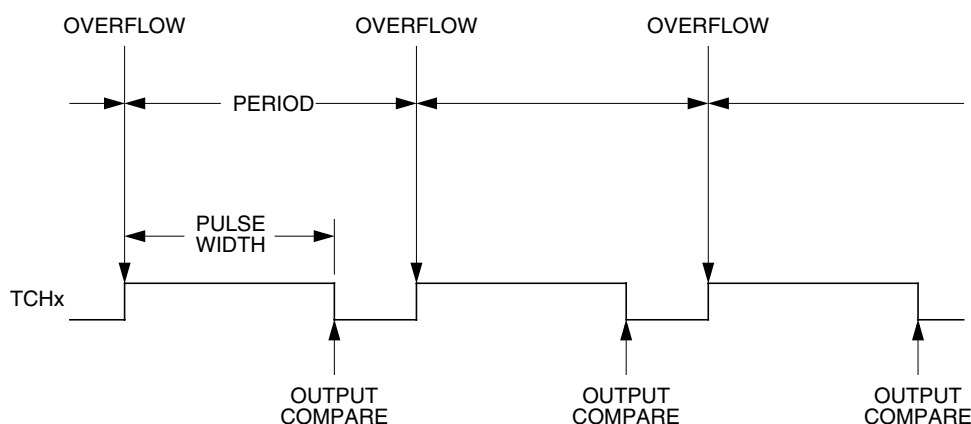 OVERFLOW
OVERFLOW
OVERFLOW
PERIOD
PULSE
WIDTH
TCHx
OUTPUT
COMPARE
OUTPUT
COMPARE
OUTPUT
COMPARE